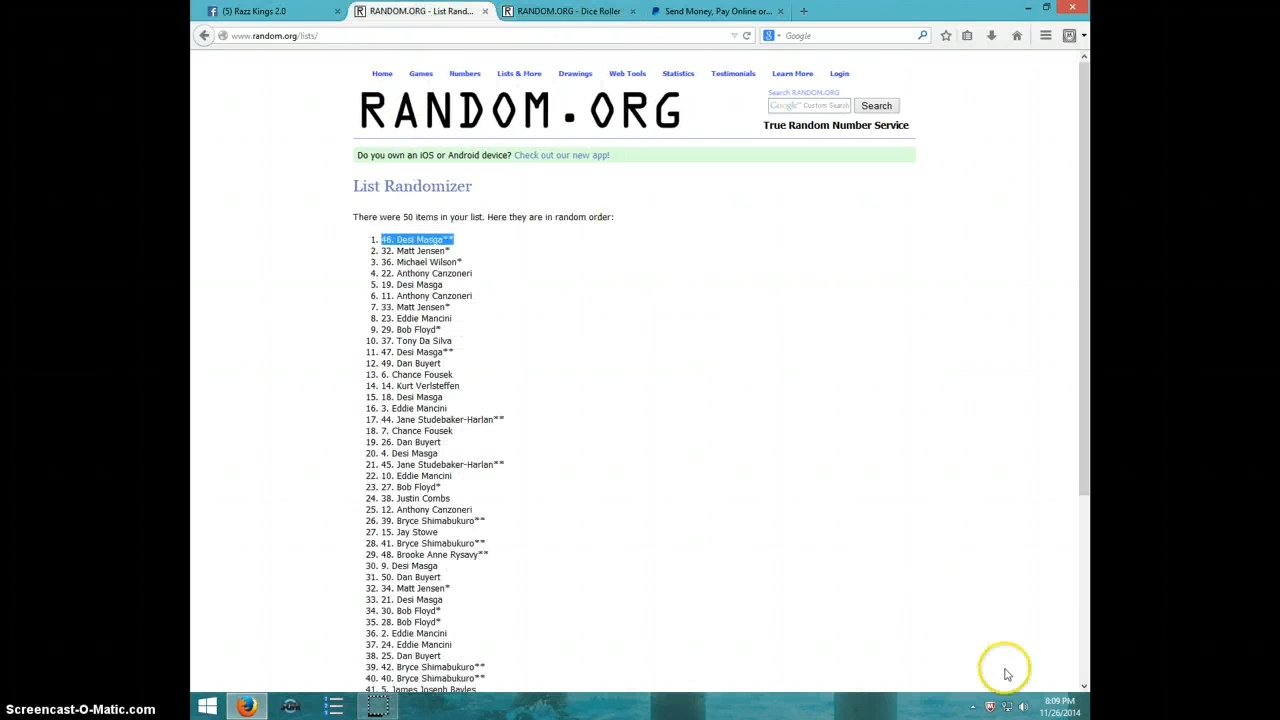 (5) Razz Kings 2.0
RANDOM.ORG - List Rand...
RANDOM.ORG - Dice Roller
Send Money, Pay Online or...
www.random.org/lists/
Google
Home Games Numbers Lists & More Drawings Web Tools Statistics Testimonials Learn More Login
RANDOM.ORG
Search RANDOM.ORG
Google™ Custom Search
Search
True Random Number Service
Do you own an iOS or Android device? Check out our new app!
List Randomizer
There were 50 items in your list. Here they are in random order:
1. 46. Desi Masga**
2. 32. Matt Jensen*
3. 36. Michael Wilson*
4. 22. Anthony Canzoneri
5. 19. Desi Masga
6. 11. Anthony Canzoneri
7. 33. Matt Jensen*
8. 23. Eddie Mancini
9. 29. Bob Floyd*
10. 37. Tony Da Silva
11. 47. Desi Masga**
12. 49. Dan Buyert
13. 6. Chance Fousek
14. 14. Kurt Verlsteffen
15. 18. Desi Masga
16. 3. Eddie Mancini
17. 44. Jane Studebaker-Harlan**
18. 7. Chance Fousek
19. 26. Dan Buyert
20. 4. Desi Masga
21. 45. Jane Studebaker-Harlan**
22. 10. Eddie Mancini
23. 27. Bob Floyd*
24. 38. Justin Combs
25. 12. Anthony Canzoneri
26. 39. Bryce Shimabukuro**
27. 15. Jay Stowe
28. 41. Bryce Shimabukuro**
29. 48. Brooke Anne Rysavy**
30. 9. Desi Masga
31. 50. Dan Buyert
32. 34. Matt Jensen*
33. 21. Desi Masga
34. 30. Bob Floyd*
35. 28. Bob Floyd*
36. 2. Eddie Mancini
37. 24. Eddie Mancini
38. 25. Dan Buyert
39. 42. Bryce Shimabukuro**
40. 40. Bryce Shimabukuro**
41. 5. James Joseph Bayles
8:09 PM
11/26/2014
Screencast-O-Matic.com